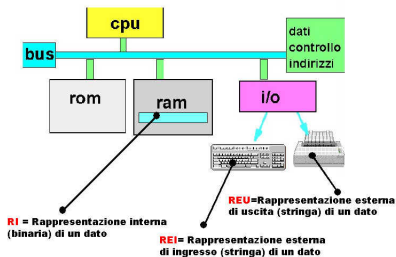 cpu
dati
controllo
indirizzi
bus
rom
ram
i/o
REU=Rappresentazione esterna
di uscita (stringa) di un dato
RI = Rappresentazione interna
(binaria) di un dato
REI= Rappresentazione esterna
di ingresso (stringa) di un dato